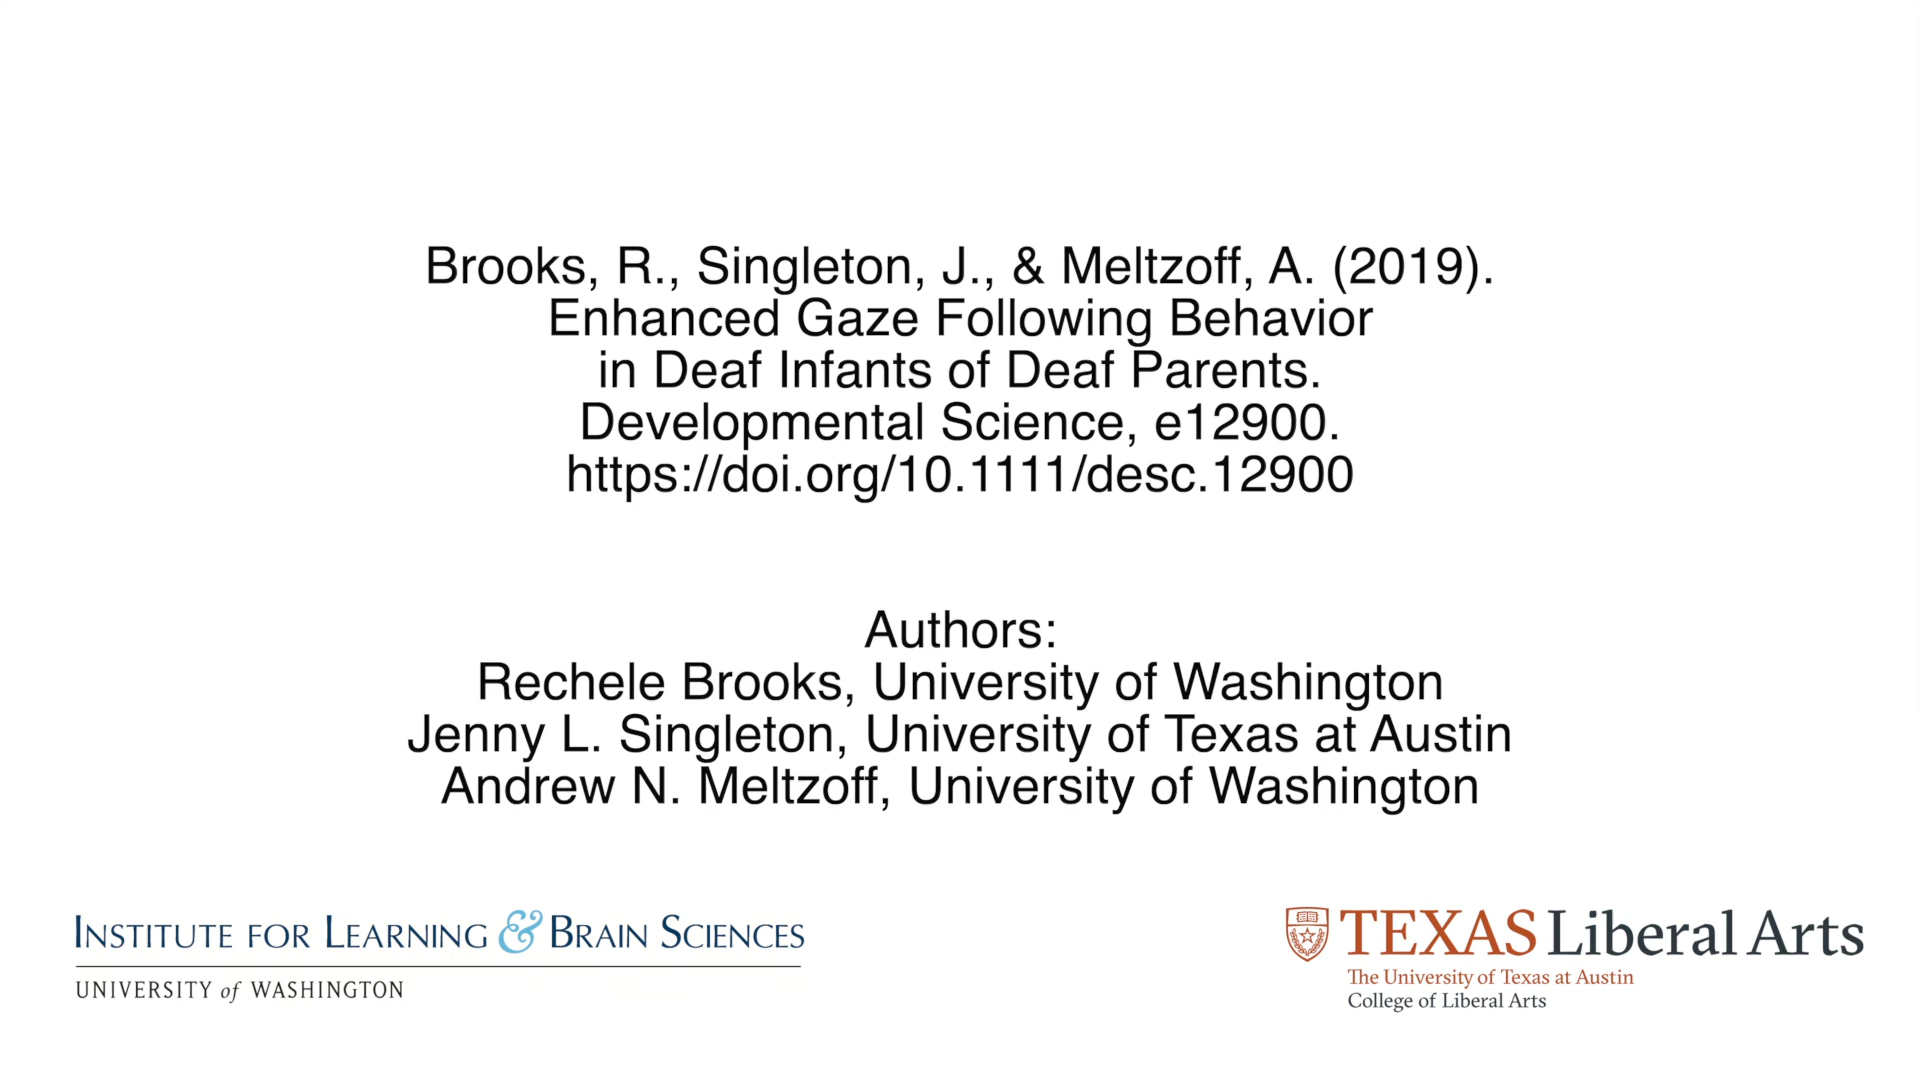 Brooks, R., Singleton, J., & Meltzoff, A. (2019).
Enhanced Gaze Following Behavior
in Deaf Infants of Deaf Parents.
Developmental Science, e12900.
https://doi.org/10.1111/desc.12900
Authors:
Rechele Brooks, University of Washington
Jenny L. Singleton, University of Texas at Austin
Andrew N. Meltzoff, University of Washington
INSTITUTE FOR LEARNING & BRAIN SCIENCES
UNIVERSITY of WASHINGTON
TEXAS Liberal Arts
The University of Texas at Austin
College of Liberal Arts